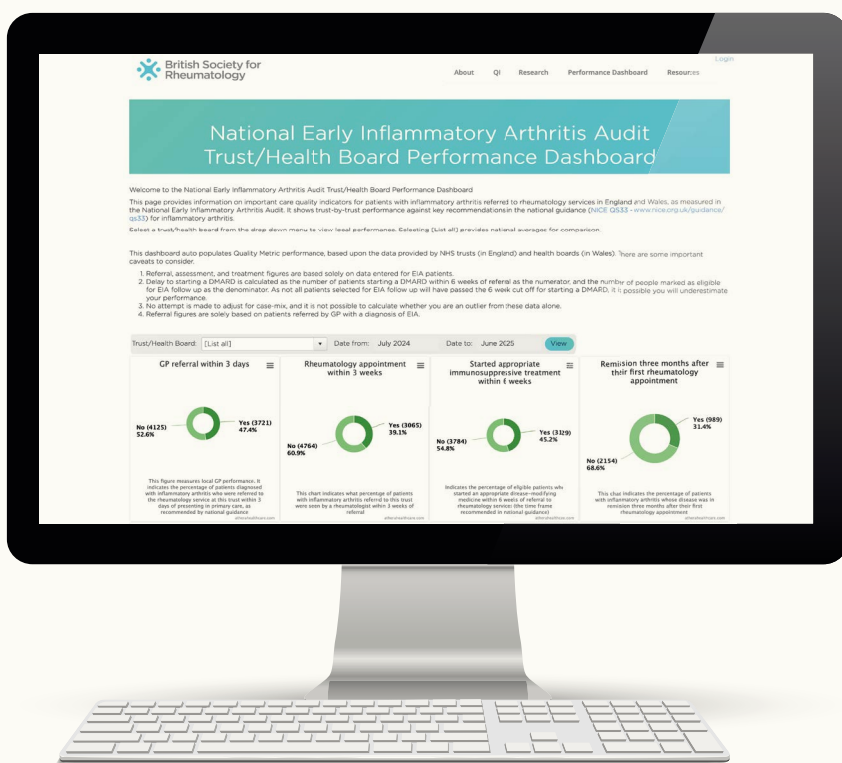 British Society for
Rheumatology
Login
About QI Research Performance Dashboard Resources
National Early Inflammatory Arthritis Audit
Trust/Health Board Performance Dashboard
Welcome to the National Early Inflammatory Arthritis Audit Trust/Health Board Performance Dashboard
This page provides information on important care quality indicators for patients with inflammatory arthritis referred to rheumatology services in England and Wales, as measured in
the National Early Inflammatory Arthritis Audit. It shows trust-by-trust performance against key recommendations in the national guidance (NICE QS33 - www.nice.org.uk/guidance/
qs33) for inflammatory arthritis.
Select a trust/health board from the drop down menu to view local performance. Selecting [List all] provides national averages for comparison.
This dashboard auto populates Quality Metric performance, based upon the data provided by NHS trusts (in England) and health boards (in Wales). There are some important
caveats to consider.
1. Referral, assessment, and treatment figures are based solely on data entered for EIA patients.
2. Delay to starting a DMARD is calculated as the number of patients starting a DMARD within 6 weeks of referral as the numerator, and the number of people marked as eligible
for EIA follow up as the denominator. As not all patients selected for EIA follow up will have passed the 6 week cut off for starting a DMARD, it is possible you will underestimate
your performance.
3. No attempt is made to adjust for case-mix, and it is not possible to calculate whether you are an outlier from these data alone.
4. Referral figures are solely based on patients referred by GP with a diagnosis of EIA.
Trust/Health Board: [List all] Date from: July 2024 Date to: June 2025 View
GP referral within 3 days
No (4125)
52.6%
Yes (3721)
47.4%
This figure measures local GP performance. It
indicates the percentage of patients diagnosed
with inflammatory arthritis who were referred to
the rheumatology service at this trust within 3
days of presenting in primary care, as
recommended by national guidance
Rheumatology appointment
within 3 weeks
No (4764)
60.9%
Yes (3065)
39.1%
This chart indicates what percentage of patients
with inflammatory arthritis referred to this trust
were seen by a rheumatologist within 3 weeks of
referral
Started appropriate
immunosuppressive treatment
within 6 weeks
No (3784)
54.8%
Yes (3129)
45.2%
Indicates the percentage of eligible patients who
started an appropriate disease-modifying
medicine within 6 weeks of referral to
rheumatology services (the time frame
recommended in national guidance)
Remission three months after
their first rheumatology
appointment
No (2154)
68.6%
Yes (989)
31.4%
This chart indicates the percentage of patients
with inflammatory arthritis whose disease was in
remission three months after their first
rheumatology appointment